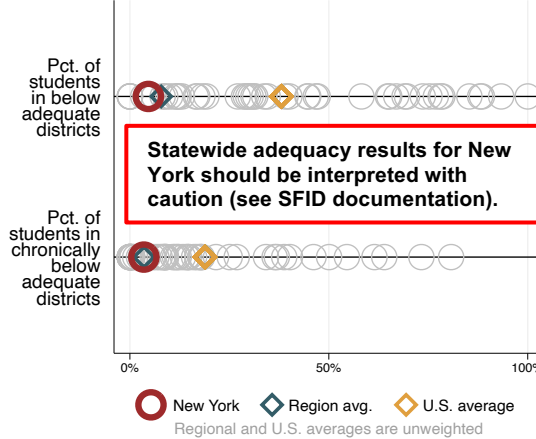 Pct. of
students
in below
adequate
districts
Statewide adequacy results for New
York should be interpreted with
caution (see SFID documentation).
Pct. of
students in
chronically
below
adequate
districts
0%
50%
100%
New York
Region avg.
U.S. average
Regional and U.S. averages are unweighted